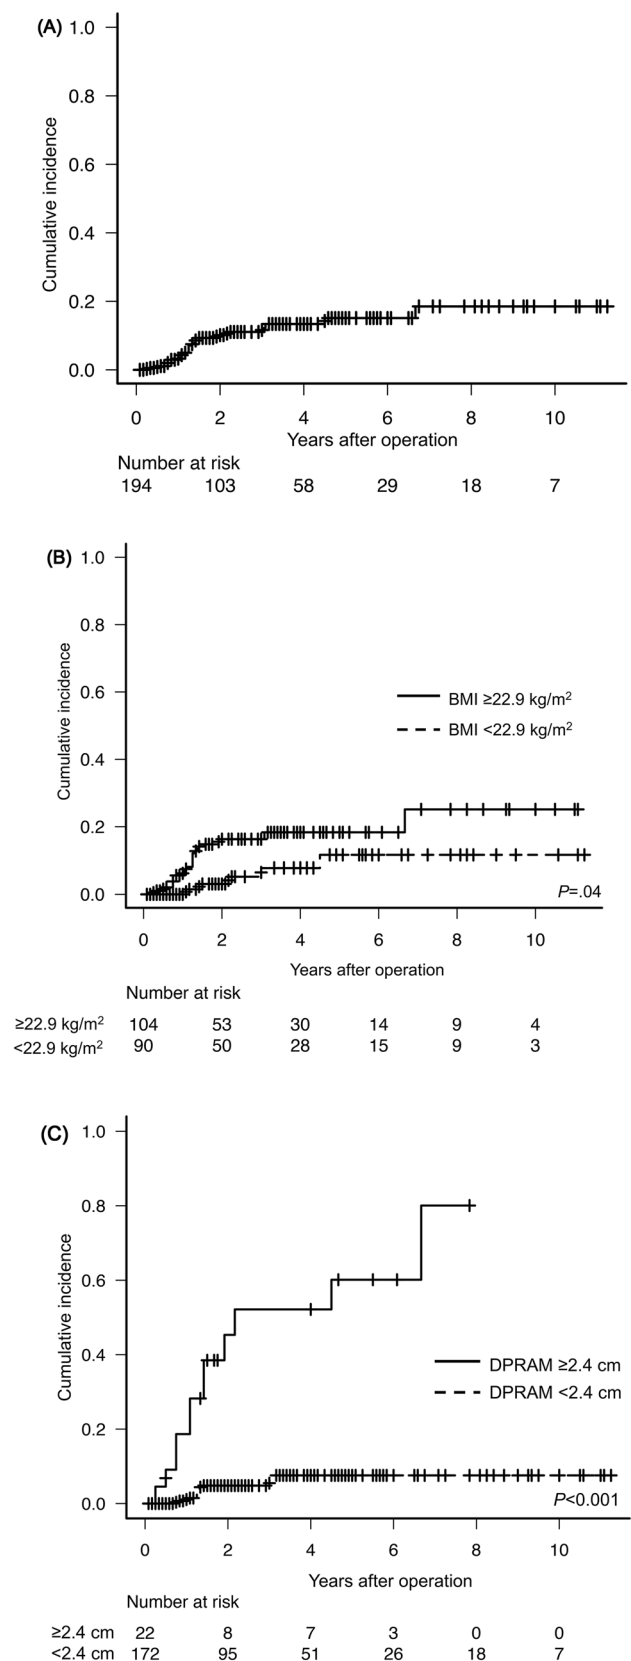 (A) 1.0
0.8
0.6
0.4
0.2
0.0
Cumulative incidence
0 2 4 6 8 10
Years after operation
Number at risk
194 103 58 29 18 7
(B) 1.0
0.8
0.6
0.4
0.2
0.0
Cumulative incidence
BMI ≥22.9 kg/m²
BMI <22.9 kg/m²
P=.04
0 2 4 6 8 10
Years after operation
Number at risk
≥22.9 kg/m² 104 53 30 14 9 4
<22.9 kg/m² 90 50 28 15 9 3
(C) 1.0
0.8
0.6
0.4
0.2
0.0
Cumulative incidence
DPRAM ≥2.4 cm
DPRAM <2.4 cm
P<0.001
0 2 4 6 8 10
Years after operation
Number at risk
≥2.4 cm 22 8 7 3 0 0
<2.4 cm 172 95 51 26 18 7